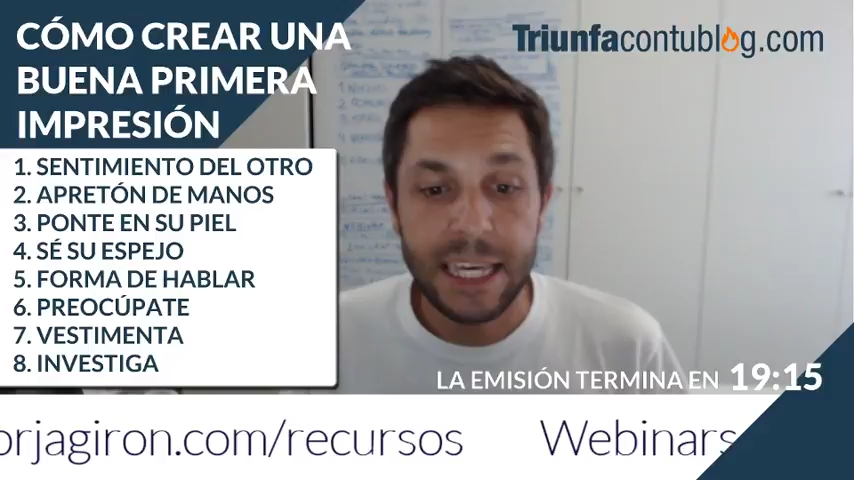 CÓMO CREAR UNA
BUENA PRIMERA
IMPRESIÓN
Triunfacontublog.com
1. SENTIMIENTO DEL OTRO
2. APRETÓN DE MANOS
3. PONTE EN SU PIEL
4. SÉ SU ESPEJO
5. FORMA DE HABLAR
6. PREOCÚPATE
7. VESTIMENTA
8. INVESTIGA
LA EMISIÓN TERMINA EN 19:15
orjagiron.com/recursos Webinars